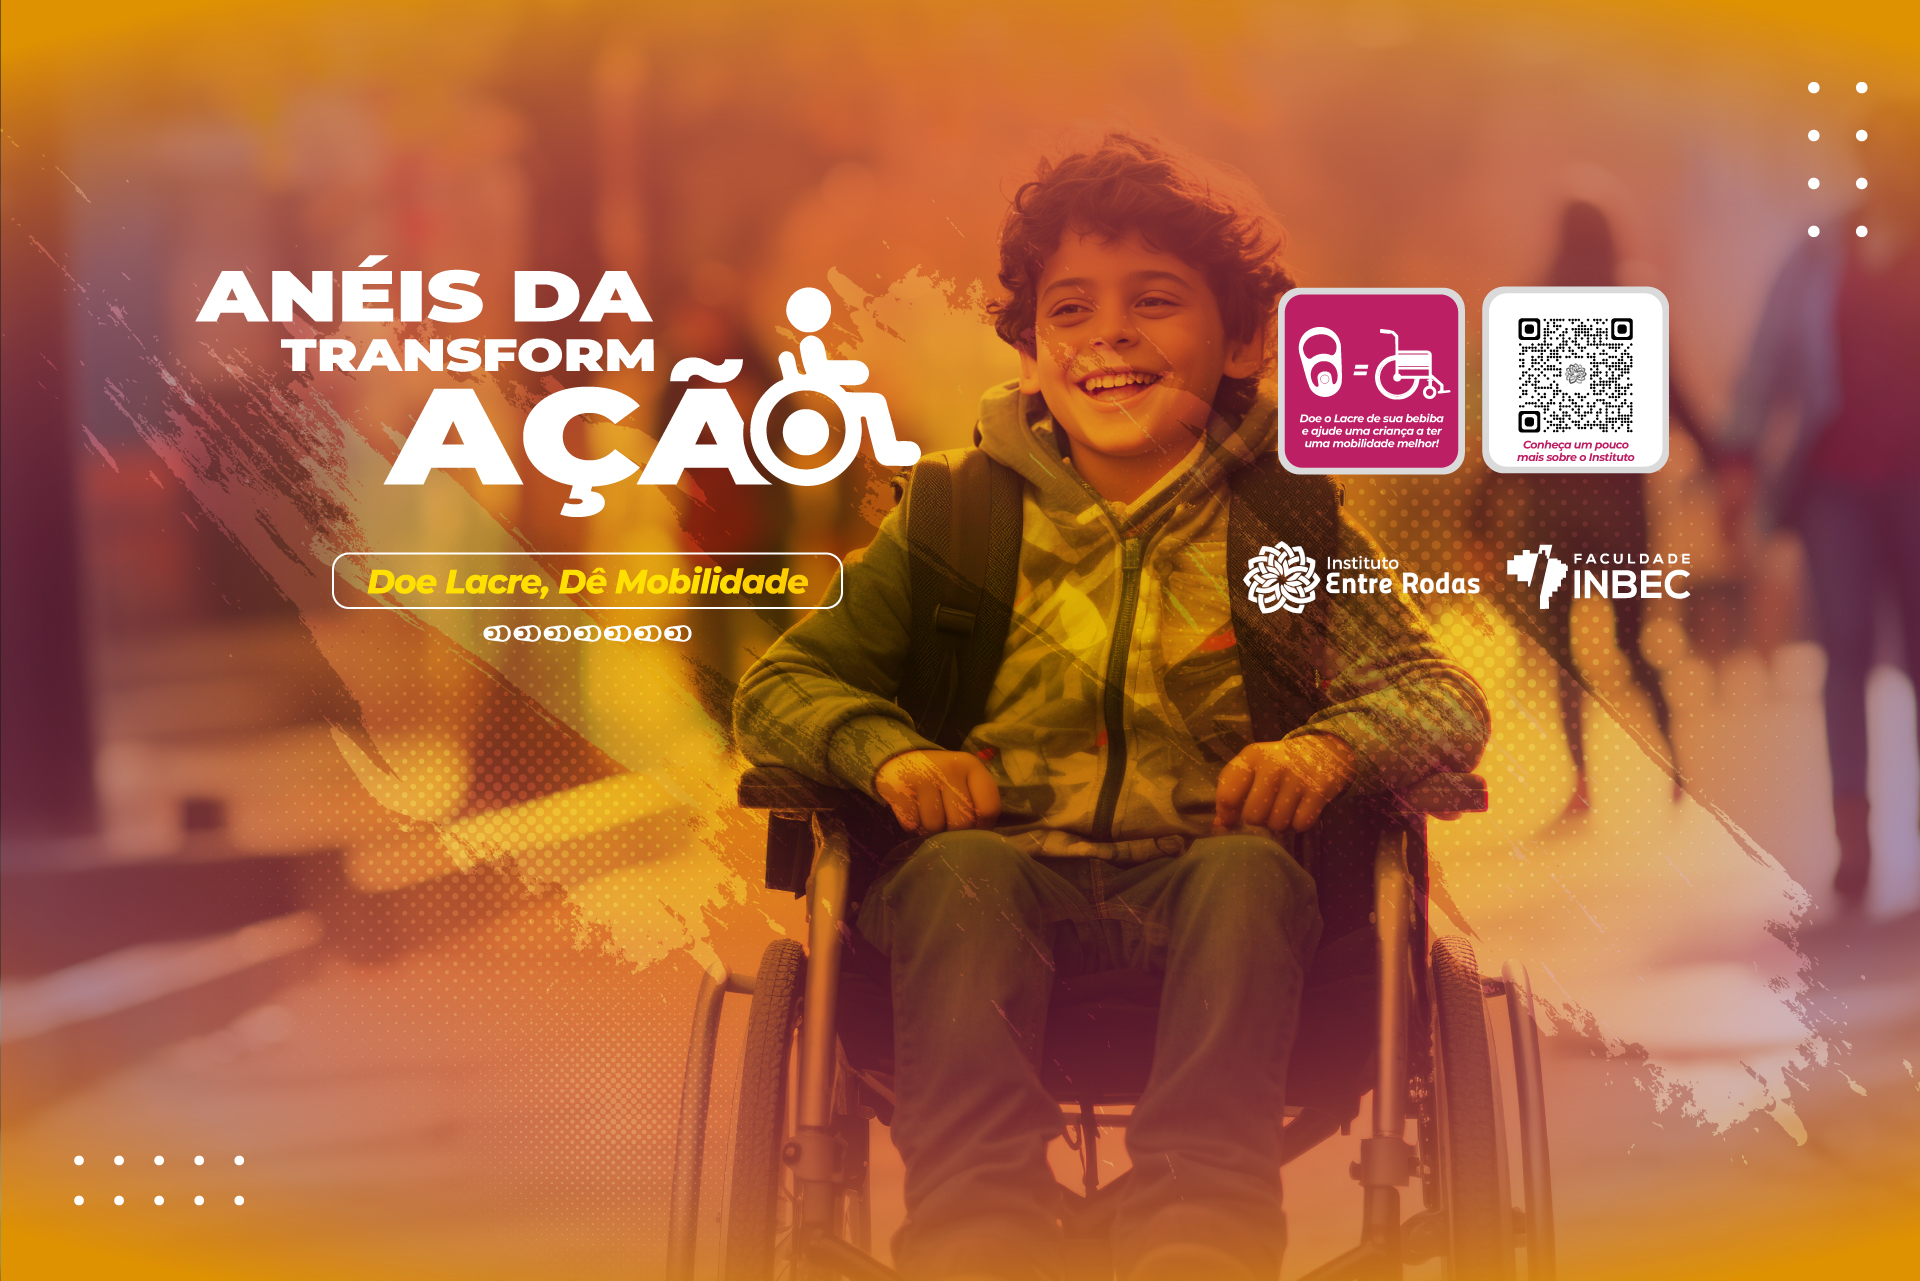 ANÉIS DA
TRANSFORM
AÇÃO
Doe Lacre, Dê Mobilidade
=
Doe o Lacre de sua bebiba
e ajude uma criança a ter
uma mobilidade melhor!
Conheça um pouco
mais sobre o Instituto
Instituto
Entre Rodas
FACULDADE
INBEC